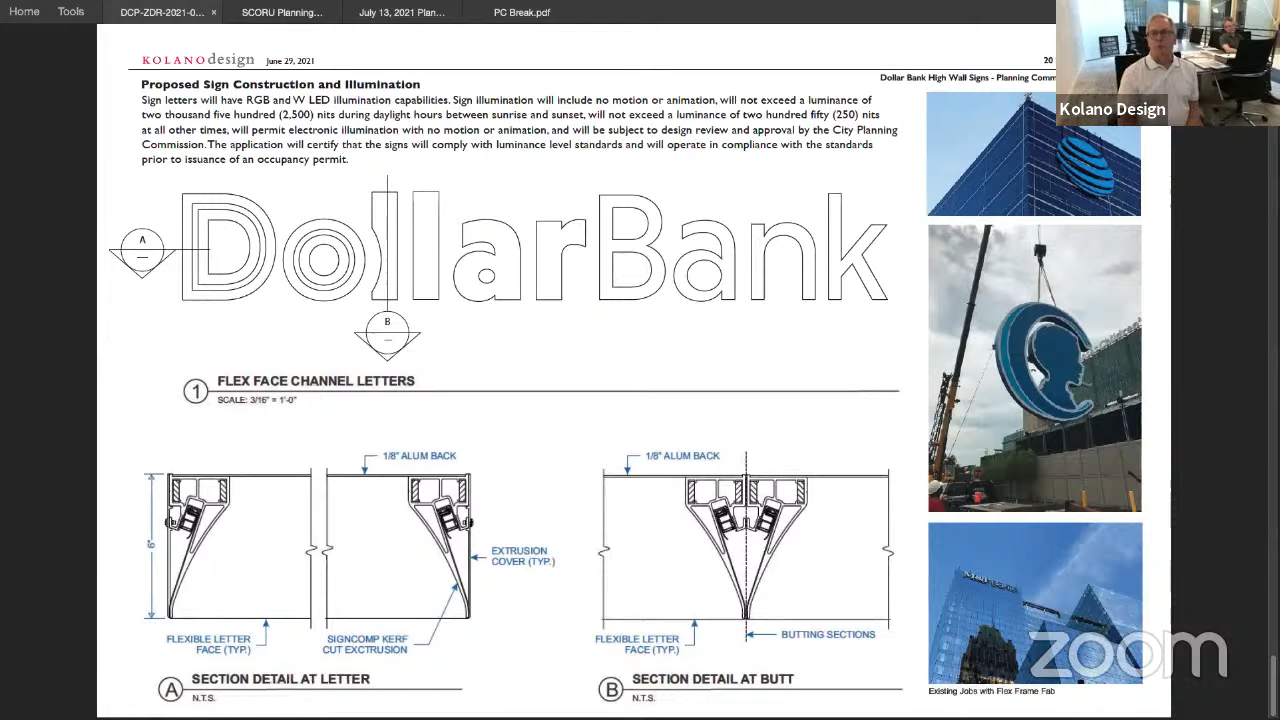 Home Tools DCP-ZDR-2021-0... × SCORU Planning... July 13, 2021 Plan... PC Break.pdf
KOLANO design June 29, 2021 20
Dollar Bank High Wall Signs - Planning Comm
Kolano Design
Proposed Sign Construction and Illumination
Sign letters will have RGB and W LED illumination capabilities. Sign illumination will include no motion or animation, will not exceed a luminance of
two thousand five hundred (2,500) nits during daylight hours between sunrise and sunset, will not exceed a luminance of two hundred fifty (250) nits
at all other times, will permit electronic illumination with no motion or animation, and will be subject to design review and approval by the City Planning
Commission. The application will certify that the signs will comply with luminance level standards and will operate in compliance with the standards
prior to issuance of an occupancy permit.
DollarBank
A
B
1 FLEX FACE CHANNEL LETTERS
SCALE: 3/16" = 1'-0"
1/8" ALUM BACK
1/8" ALUM BACK
6"
EXTRUSION
COVER (TYP.)
FLEXIBLE LETTER
FACE (TYP.)
SIGNCOMP KERF
CUT EXCTRUSION
FLEXIBLE LETTER
FACE (TYP.)
BUTTING SECTIONS
A SECTION DETAIL AT LETTER
N.T.S.
B SECTION DETAIL AT BUTT
N.T.S.
Existing Jobs with Flex Frame Fab
zoom